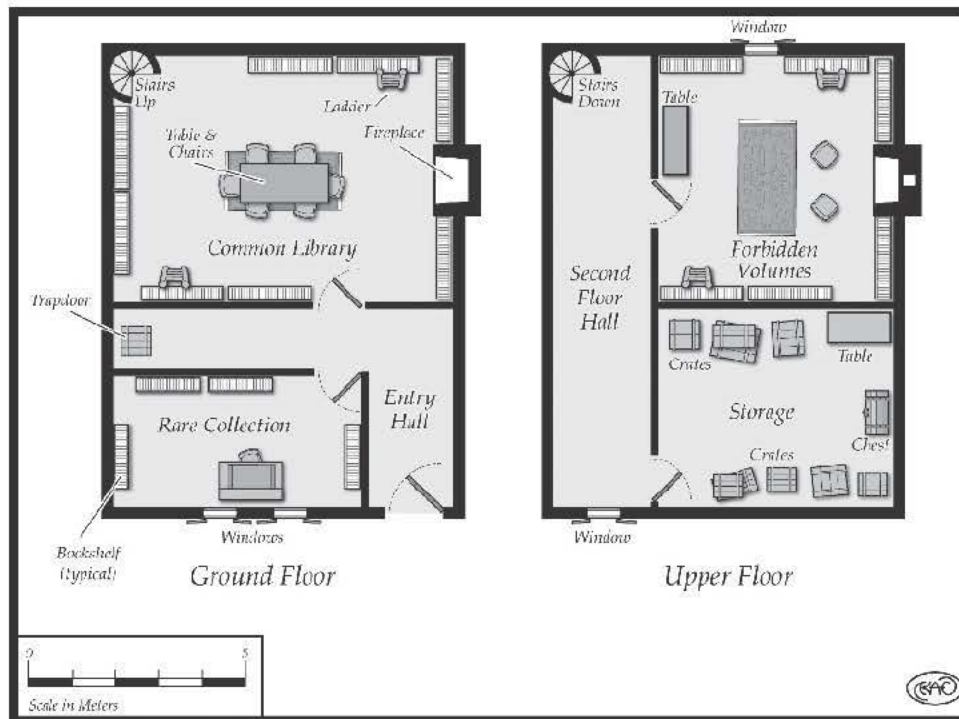 Window
Stairs
Up
Ladder
Fireplace
Table &
Chairs
Common Library
Trapdoor
Rare Collection
Entry
Hall
Windows
Bookshelf
(typical)
Ground Floor
Stairs
Down
Table
Forbidden
Volumes
Second
Floor
Hall
Crates
Table
Storage
Chest
Crates
Window
Upper Floor
0 5
Scale in Meters